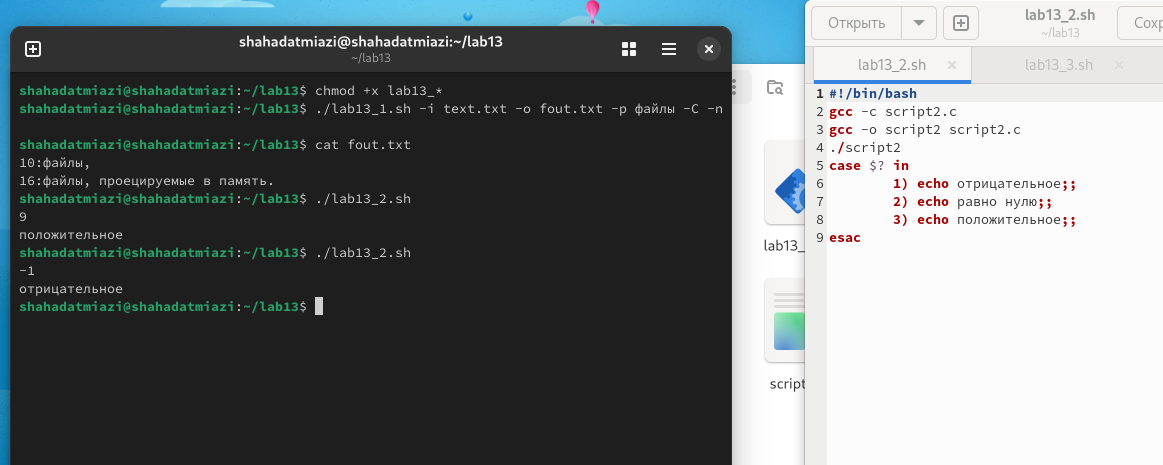 shahadatmiazi@shahadatmiazi:~/lab13
~/lab13
shahadatmiazi@shahadatmiazi:~/lab13$ chmod +x lab13_*
shahadatmiazi@shahadatmiazi:~/lab13$ ./lab13_1.sh -i text.txt -o fout.txt -p файлы -C -n
shahadatmiazi@shahadatmiazi:~/lab13$ cat fout.txt
10:файлы,
16:файлы, проецируемые в память.
shahadatmiazi@shahadatmiazi:~/lab13$ ./lab13_2.sh
9
положительное
shahadatmiazi@shahadatmiazi:~/lab13$ ./lab13_2.sh
-1
отрицательное
shahadatmiazi@shahadatmiazi:~/lab13$
lab13_
script
Открыть
lab13_2.sh
~/lab13
Сох
lab13_2.sh
lab13_3.sh
1 #!/bin/bash
2 gcc -c script2.c
3 gcc -o script2 script2.c
4 ./script2
5 case $? in
6 1) echo отрицательное;;
7 2) echo равно нулю;;
8 3) echo положительное;;
9 esac